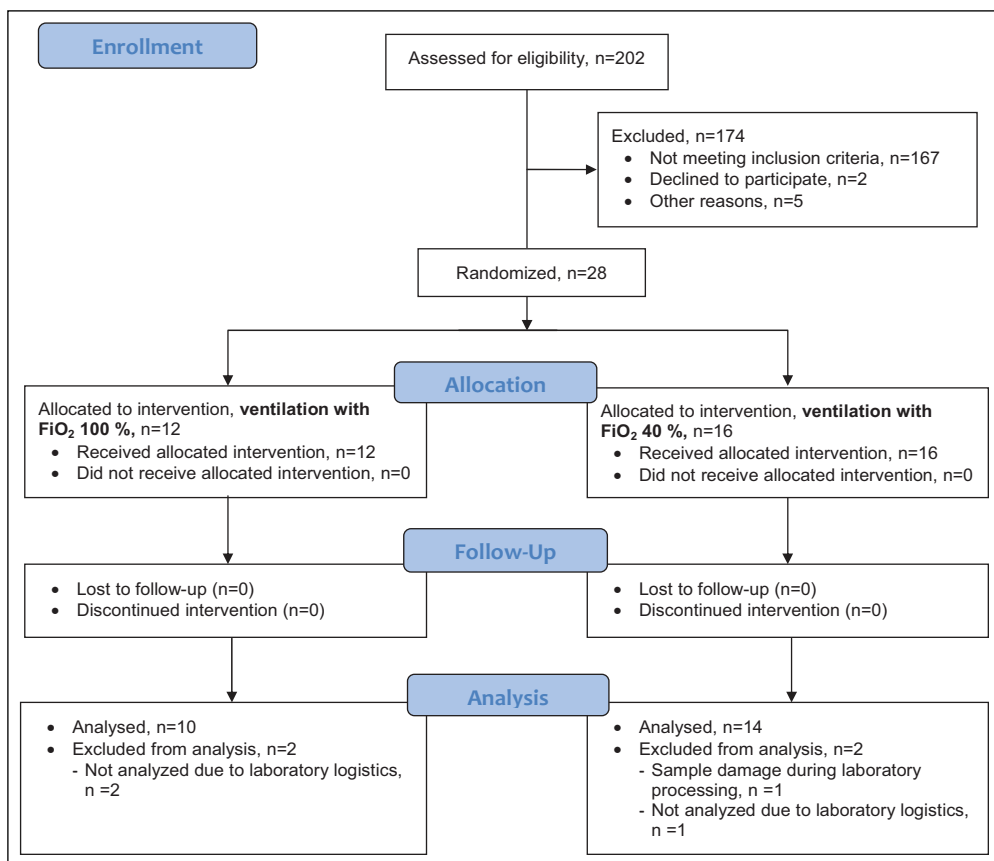 Enrollment
Assessed for eligibility, n=202
Excluded, n=174
• Not meeting inclusion criteria, n=167
• Declined to participate, n=2
• Other reasons, n=5
Randomized, n=28
Allocation
Allocated to intervention, ventilation with
FiO₂ 100 %, n=12
• Received allocated intervention, n=12
• Did not receive allocated intervention, n=0
Allocated to intervention, ventilation with
FiO₂ 40 %, n=16
• Received allocated intervention, n=16
• Did not receive allocated intervention, n=0
Follow-Up
• Lost to follow-up (n=0)
• Discontinued intervention (n=0)
• Lost to follow-up (n=0)
• Discontinued intervention (n=0)
Analysis
• Analysed, n=10
• Excluded from analysis, n=2
- Not analyzed due to laboratory logistics,
n =2
• Analysed, n=14
• Excluded from analysis, n=2
- Sample damage during laboratory
processing, n =1
- Not analyzed due to laboratory logistics,
n =1